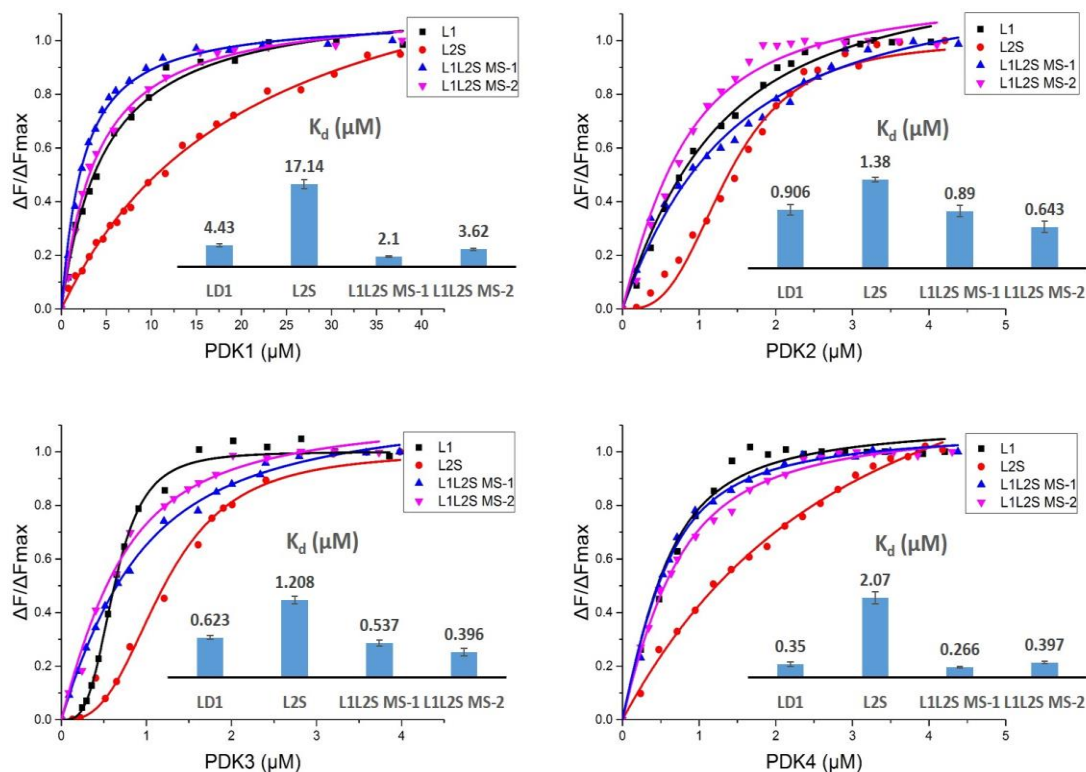 L1
L2S
L1L2S MS-1
L1L2S MS-2
ΔF/ΔFmax
1.0
0.8
0.6
0.4
0.2
0.0
Kd (μM)
4.43
17.14
2.1
3.62
LD1 L2S L1L2S MS-1 L1L2S MS-2
0 5 10 15 20 25 30 35 40
PDK1 (μM)
L1
L2S
L1L2S MS-1
L1L2S MS-2
ΔF/ΔFmax
1.0
0.8
0.6
0.4
0.2
0.0
Kd (μM)
0.906
1.38
0.89
0.643
LD1 L2S L1L2S MS-1 L1L2S MS-2
0 1 2 3 4 5
PDK2 (μM)
L1
L2S
L1L2S MS-1
L1L2S MS-2
ΔF/ΔFmax
1.0
0.8
0.6
0.4
0.2
0.0
Kd (μM)
0.623
1.208
0.537
0.396
LD1 L2S L1L2S MS-1 L1L2S MS-2
0 1 2 3 4
PDK3 (μM)
L1
L2S
L1L2S MS-1
L1L2S MS-2
ΔF/ΔFmax
1.0
0.8
0.6
0.4
0.2
0.0
Kd (μM)
0.35
2.07
0.266
0.397
LD1 L2S L1L2S MS-1 L1L2S MS-2
0 1 2 3 4 5
PDK4 (μM)